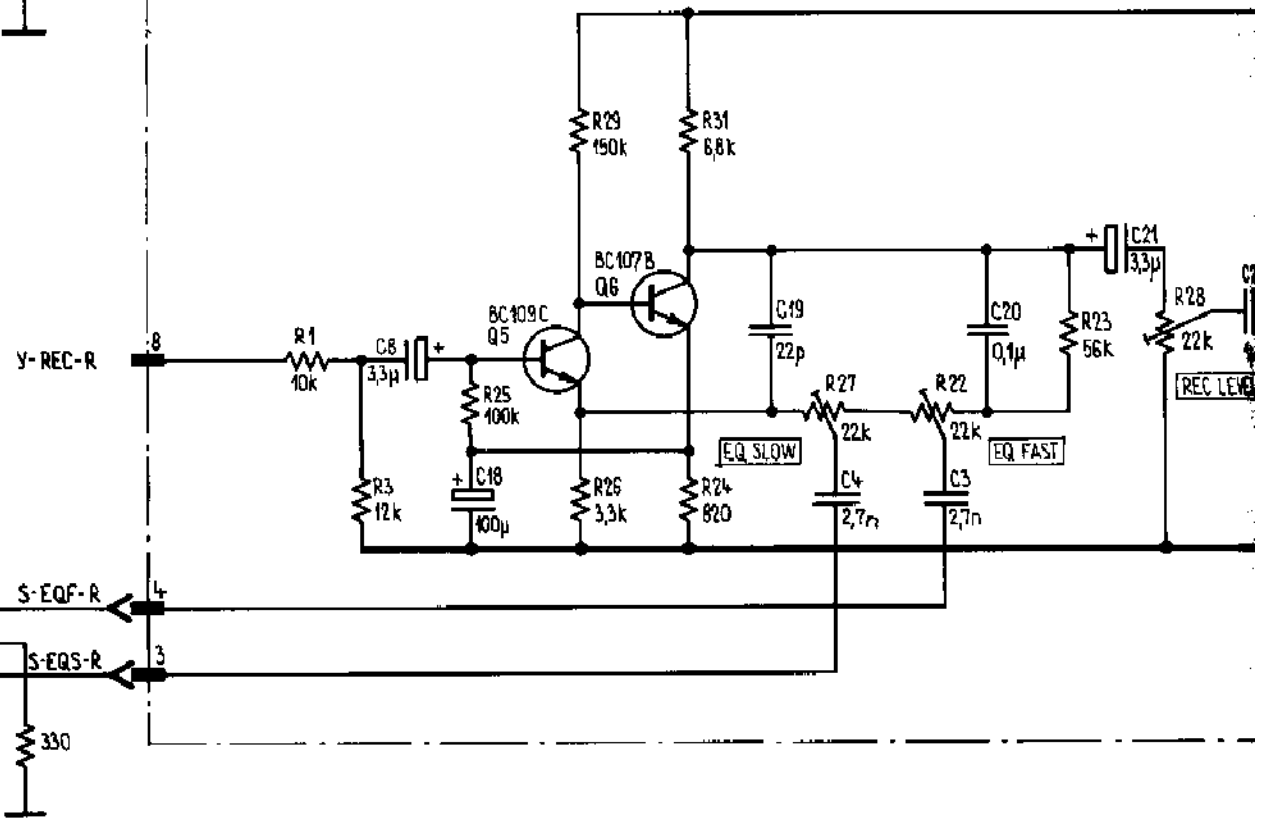 R29
150k
R31
6,8k
BC107B
Q6
BC109C
Q5
+ C21
3,3µ
R28
22k
REC LEVE
C19
22p
C20
0,1µ
R23
56k
Y-REC-R
8
R1
10k
C8
3,3µ
+
R25
100k
R27
22k
R22
22k
EQ SLOW
EQ FAST
+ C18
100µ
R3
12k
R26
3,3k
R24
820
C4
2,7n
C3
2,7n
S-EQF-R
4
S-EQS-R
3
330